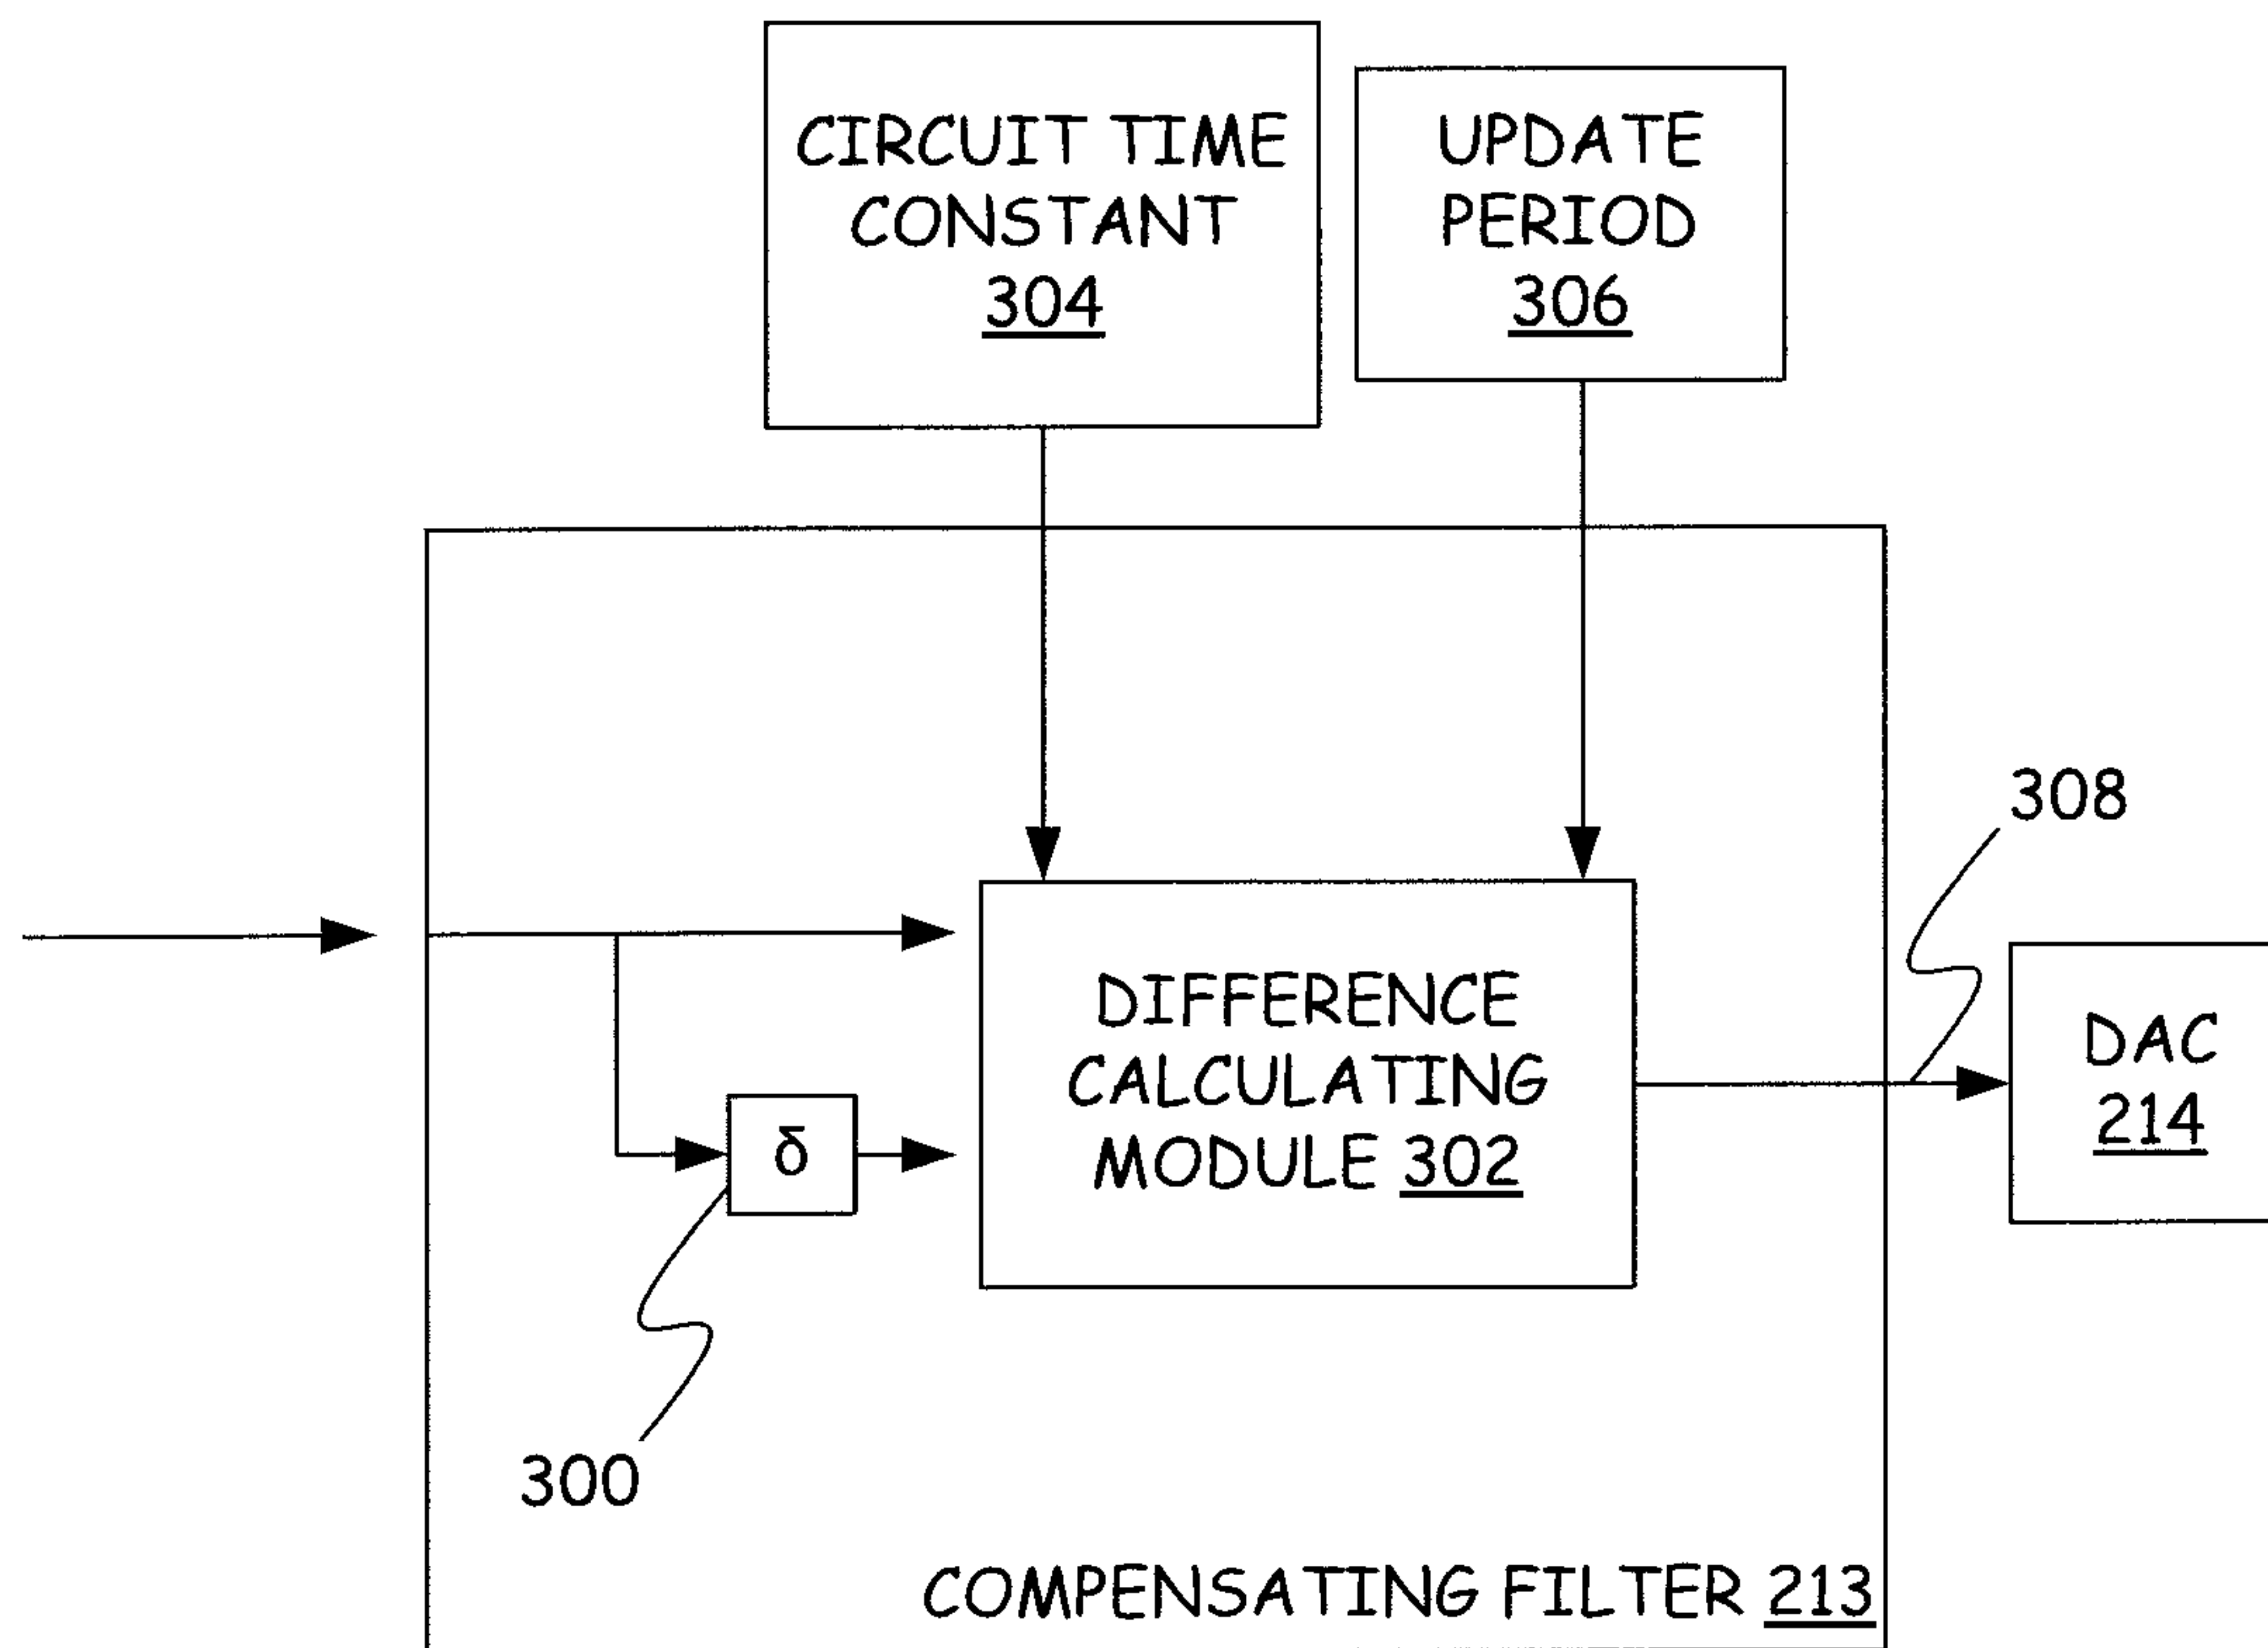 CIRCUIT TIME
CONSTANT
304
UPDATE
PERIOD
306
308
DIFFERENCE
CALCULATING
MODULE 302
DAC
214
δ
300
COMPENSATING FILTER 213